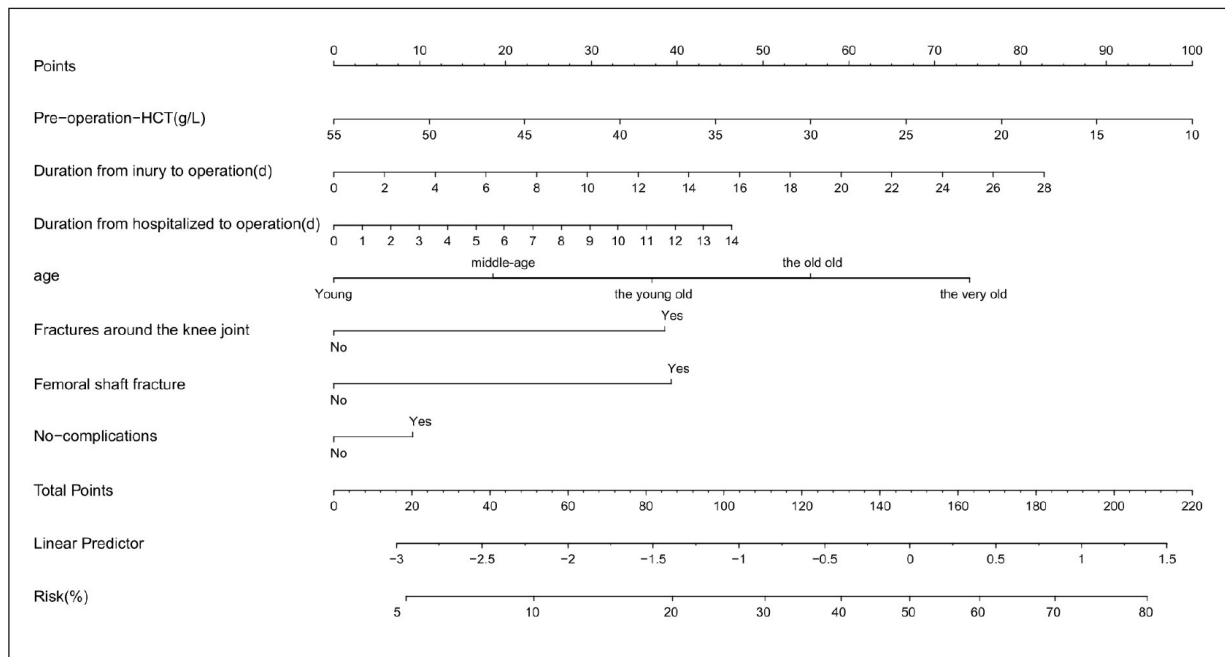 0 10 20 30 40 50 60 70 80 90 100
Points
Pre-operation-HCT(g/L)
55 50 45 40 35 30 25 20 15 10
Duration from inury to operation(d)
0 2 4 6 8 10 12 14 16 18 20 22 24 26 28
Duration from hospitalized to operation(d)
0 1 2 3 4 5 6 7 8 9 10 11 12 13 14
middle-age the old old
age
Young the young old the very old
Yes
Fractures around the knee joint
No
Yes
Femoral shaft fracture
No
Yes
No-complications
No
Total Points
0 20 40 60 80 100 120 140 160 180 200 220
Linear Predictor
-3 -2.5 -2 -1.5 -1 -0.5 0 0.5 1 1.5
Risk(%)
5 10 20 30 40 50 60 70 80